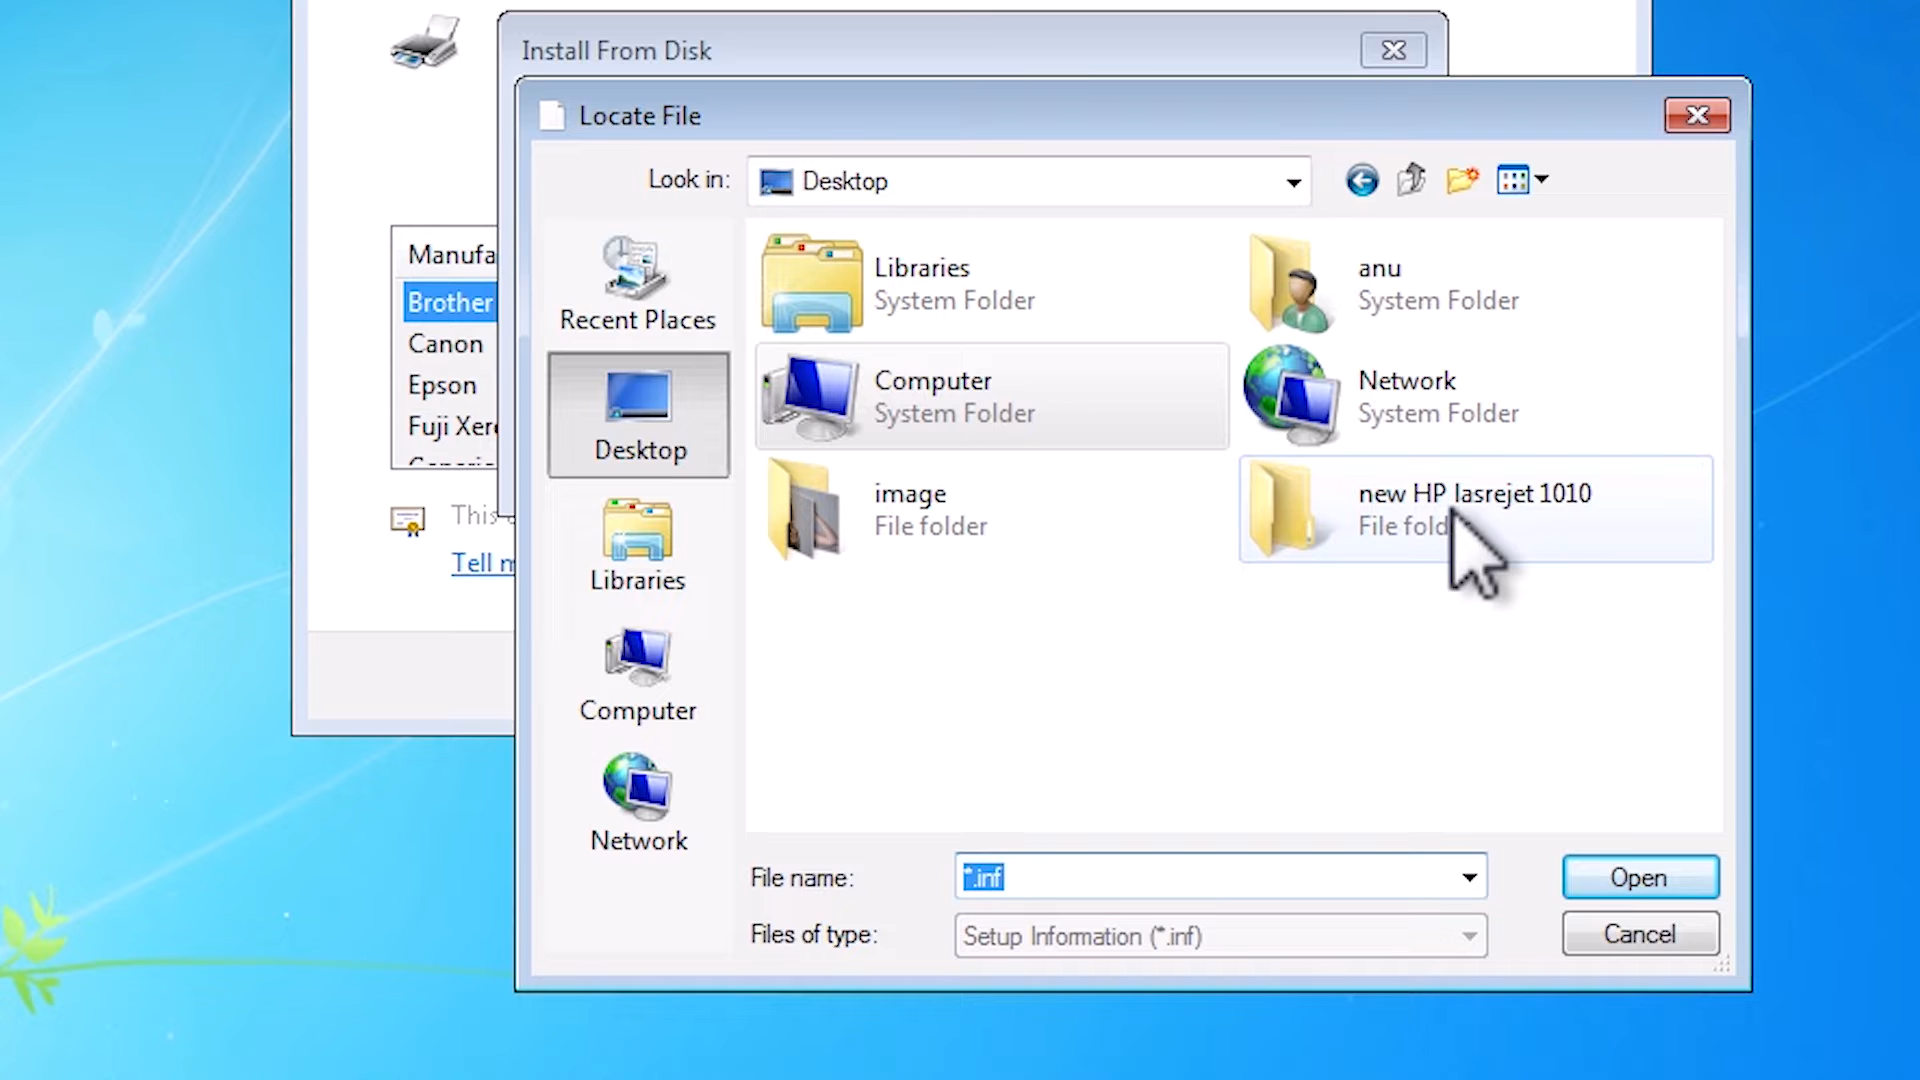 Install From Disk
Locate File
Look in:
Desktop
Manufa
Brother
Canon
Epson
Fuji Xer
This
Tell m
Recent Places
Desktop
Libraries
Computer
Network
Libraries
System Folder
anu
System Folder
Computer
System Folder
Network
System Folder
image
File folder
new HP lasrejet 1010
File fold
File name:
*.inf
Open
Files of type:
Setup Information (*.inf)
Cancel